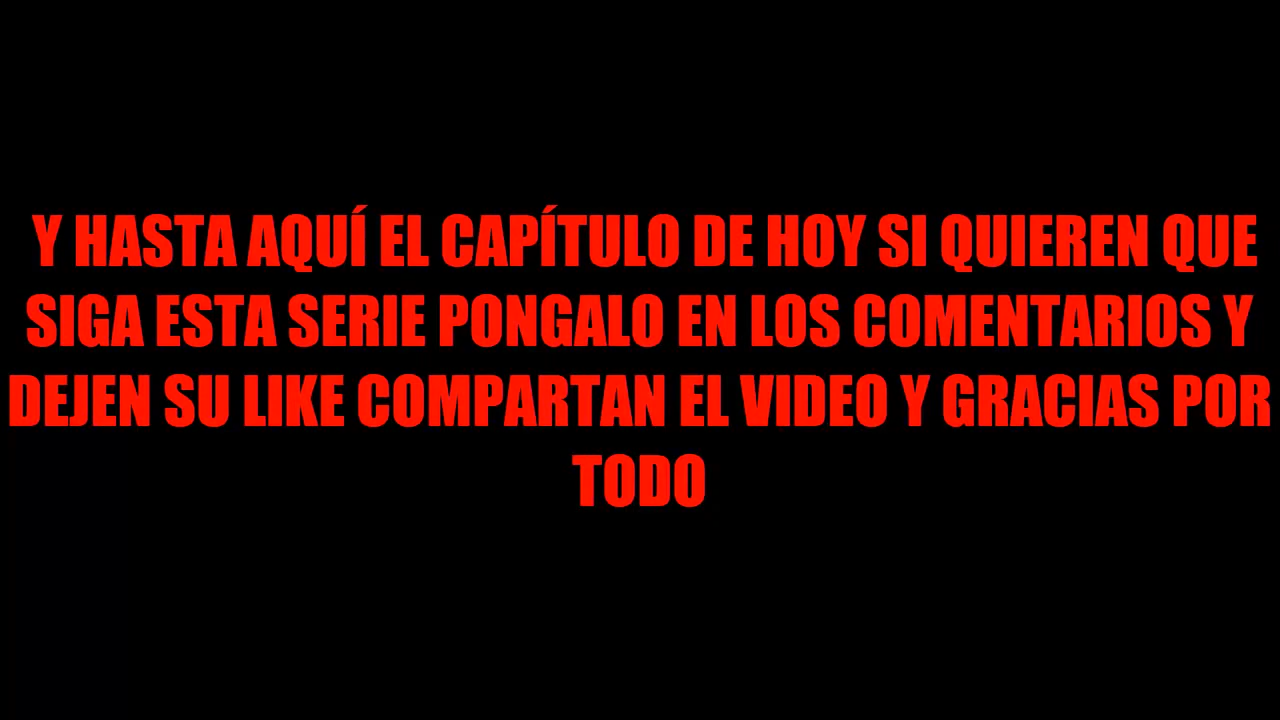 Y HASTA AQUÍ EL CAPÍTULO DE HOY SI QUIEREN QUE
SIGA ESTA SERIE PONGALO EN LOS COMENTARIOS Y
DEJEN SU LIKE COMPARTAN EL VIDEO Y GRACIAS POR
TODO